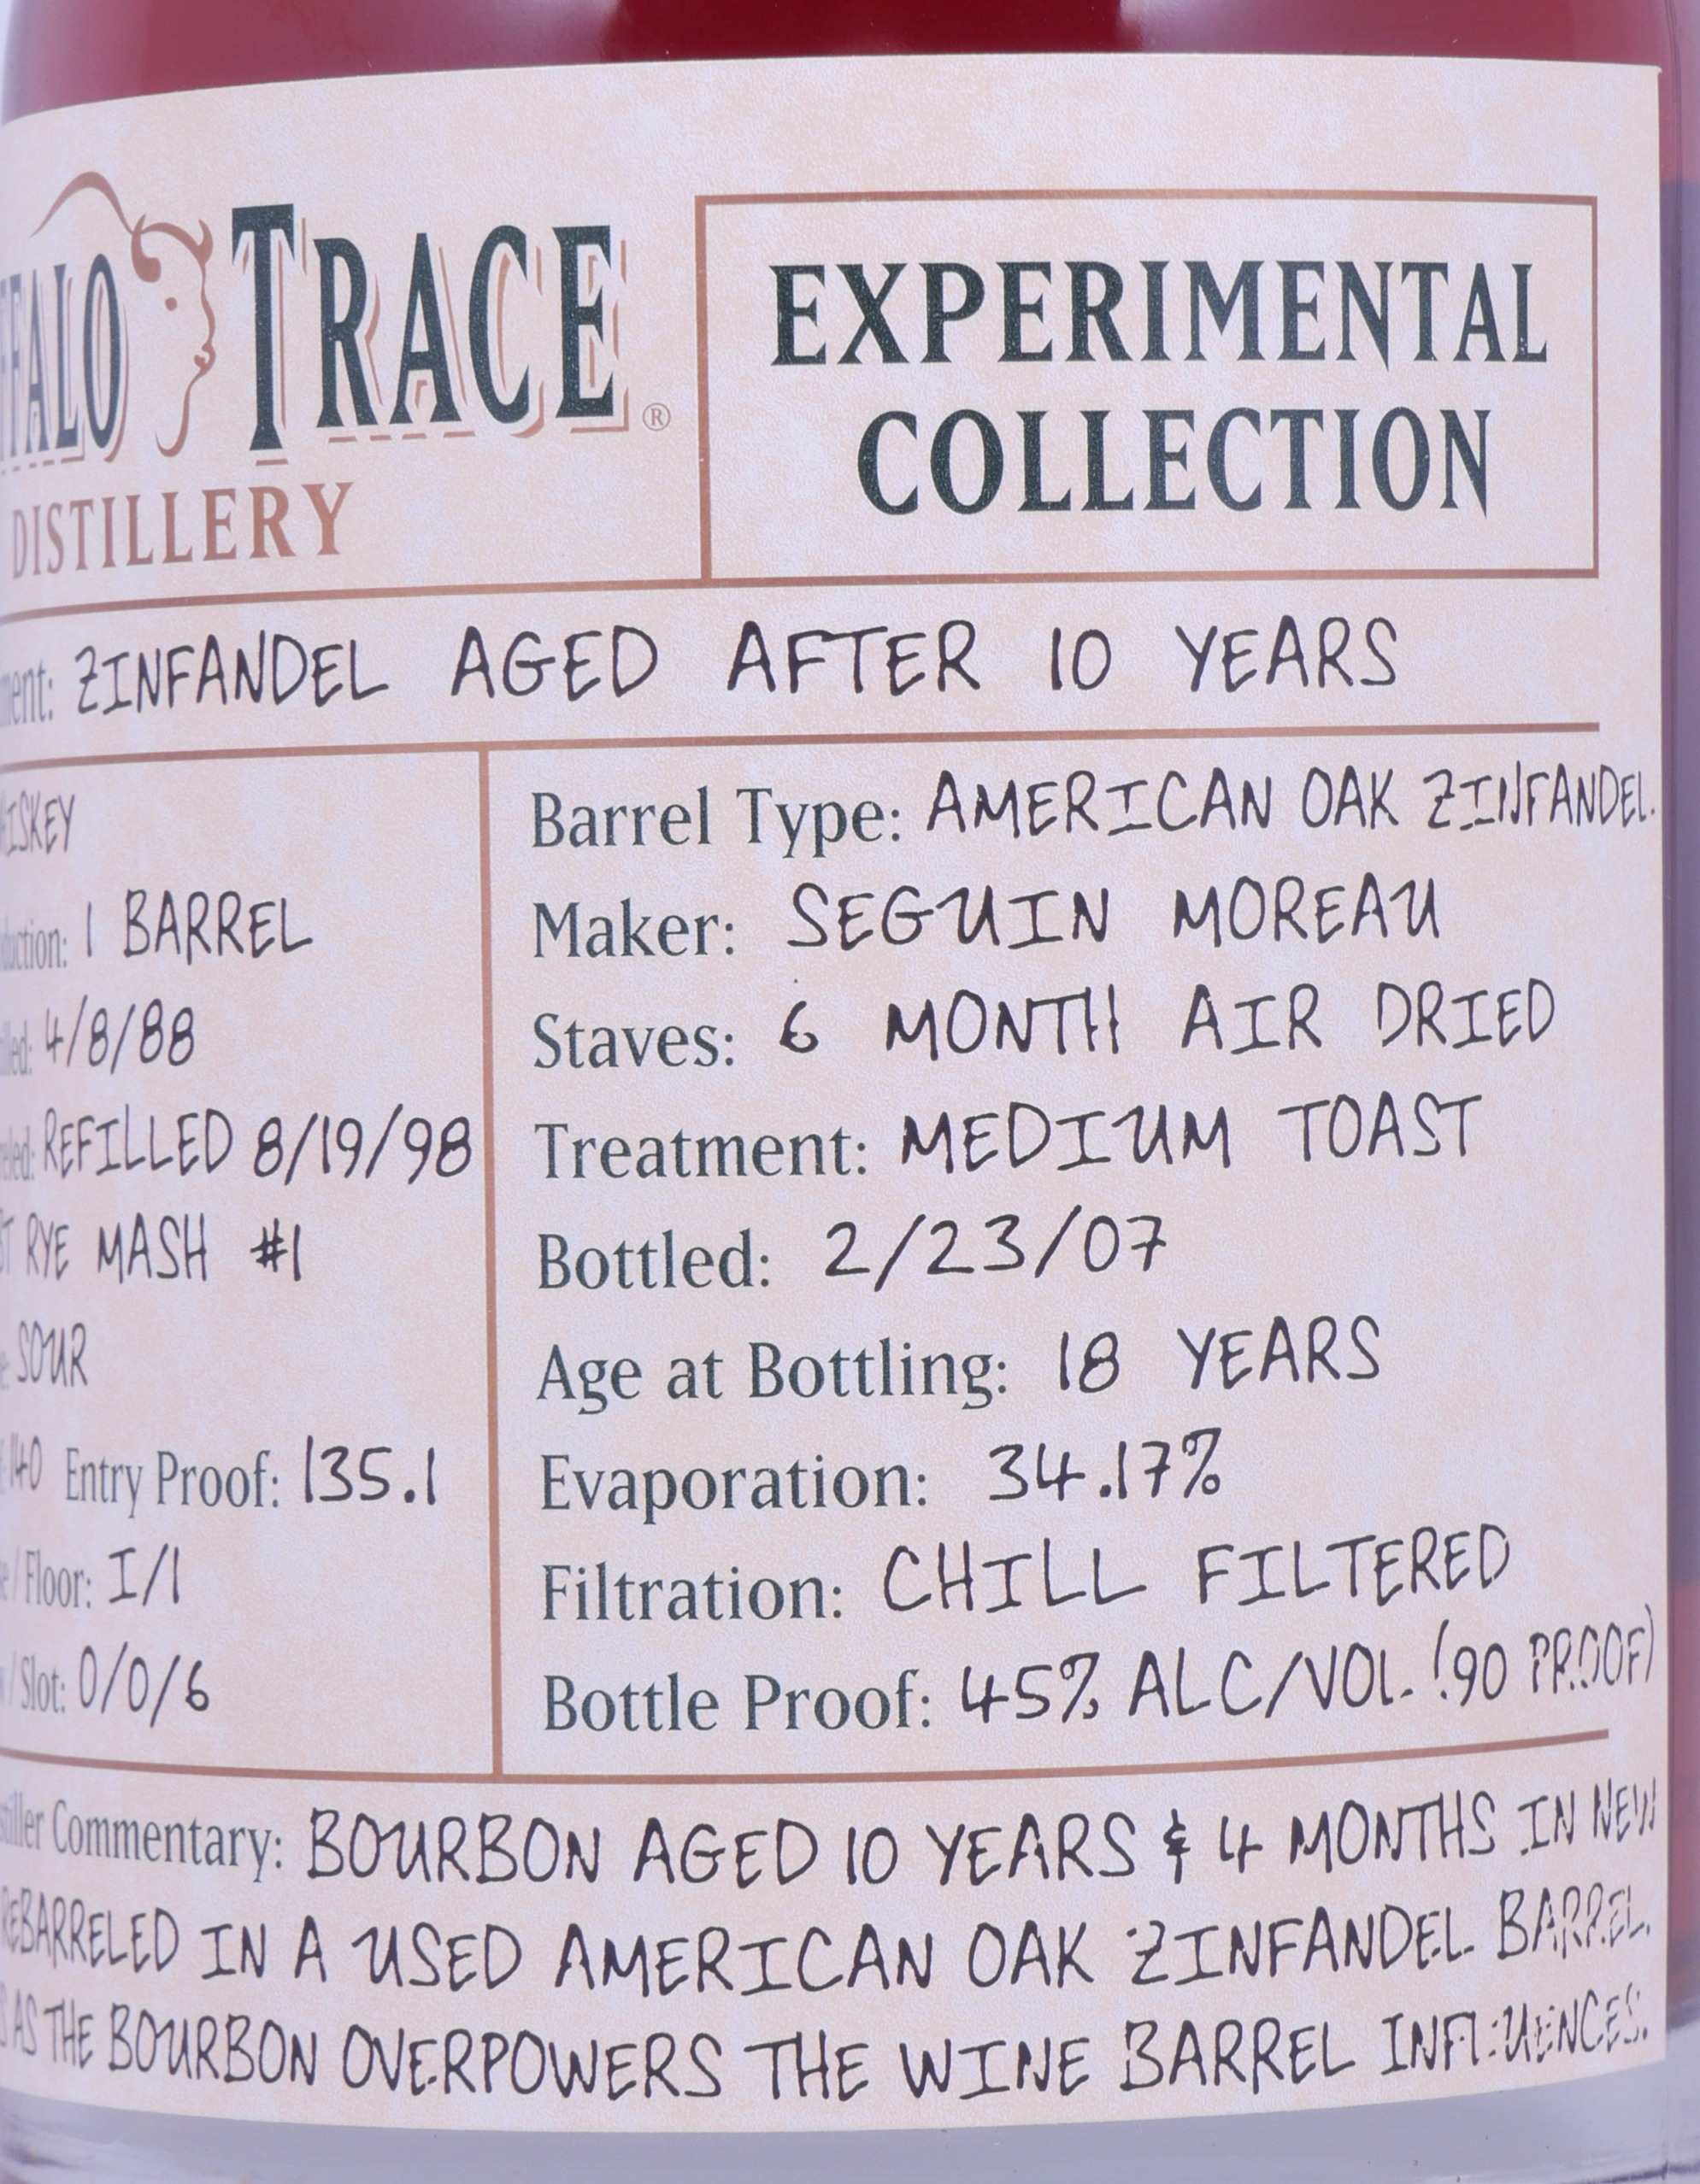 TRACE ®
DISTILLERY
EXPERIMENTAL
COLLECTION
ZINFANDEL AGED AFTER 10 YEARS
1 BARREL
4/8/88
REFILLED 8/19/98
RYE MASH #1
SOUR
140 Entry Proof: 135.1
Floor: I/1
Slot: 0/0/6
Barrel Type: AMERICAN OAK ZINFANDEL
Maker: SEGUIN MOREAU
Staves: 6 MONTH AIR DRIED
Treatment: MEDIUM TOAST
Bottled: 2/23/07
Age at Bottling: 18 YEARS
Evaporation: 34.17%
Filtration: CHILL FILTERED
Bottle Proof: 45% ALC/VOL (90 PROOF)
Commentary: BOURBON AGED 10 YEARS & 4 MONTHS IN NEW
REBARRELED IN A USED AMERICAN OAK ZINFANDEL BARREL.
AS THE BOURBON OVERPOWERS THE WINE BARREL INFLUENCES.